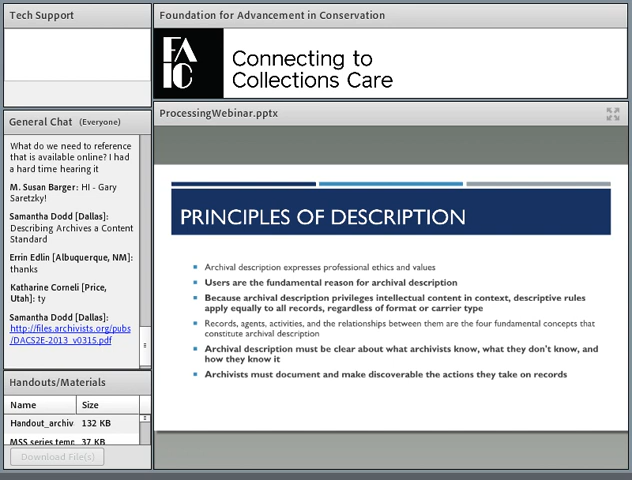 Tech Support
General Chat (Everyone)
What do we need to reference
that is available online? I had
a hard time hearing it
M. Susan Barger: HI - Gary
Saretzky!
Samantha Dodd [Dallas]:
Describing Archives a Content
Standard
Errin Edlin [Albuquerque, NM]:
thanks
Katharine Corneli [Price,
Utah]: ty
Samantha Dodd [Dallas]:
http://files.archivists.org/pubs
/DACS2E-2013_v0315.pdf
Handouts/Materials
Name Size
Handout_archiv 132 KB
MSS series temp 37 KB
Download File(s)
Foundation for Advancement in Conservation
FAIC
Connecting to
Collections Care
ProcessingWebinar.pptx
PRINCIPLES OF DESCRIPTION
Archival description expresses professional ethics and values
Users are the fundamental reason for archival description
Because archival description privileges intellectual content in context, descriptive rules
apply equally to all records, regardless of format or carrier type
Records, agents, activities, and the relationships between them are the four fundamental concepts that
constitute archival description
Archival description must be clear about what archivists know, what they don't know, and
how they know it
Archivists must document and make discoverable the actions they take on records